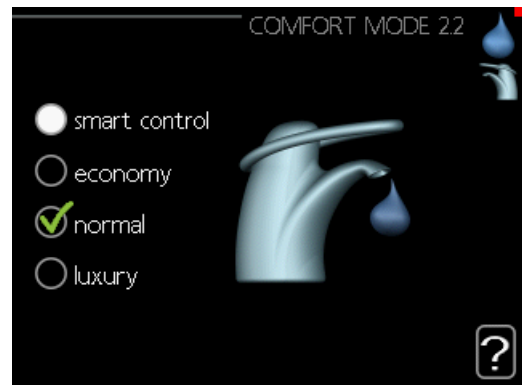 COMFORT MODE 2.2
smart control
economy
normal
luxury
?